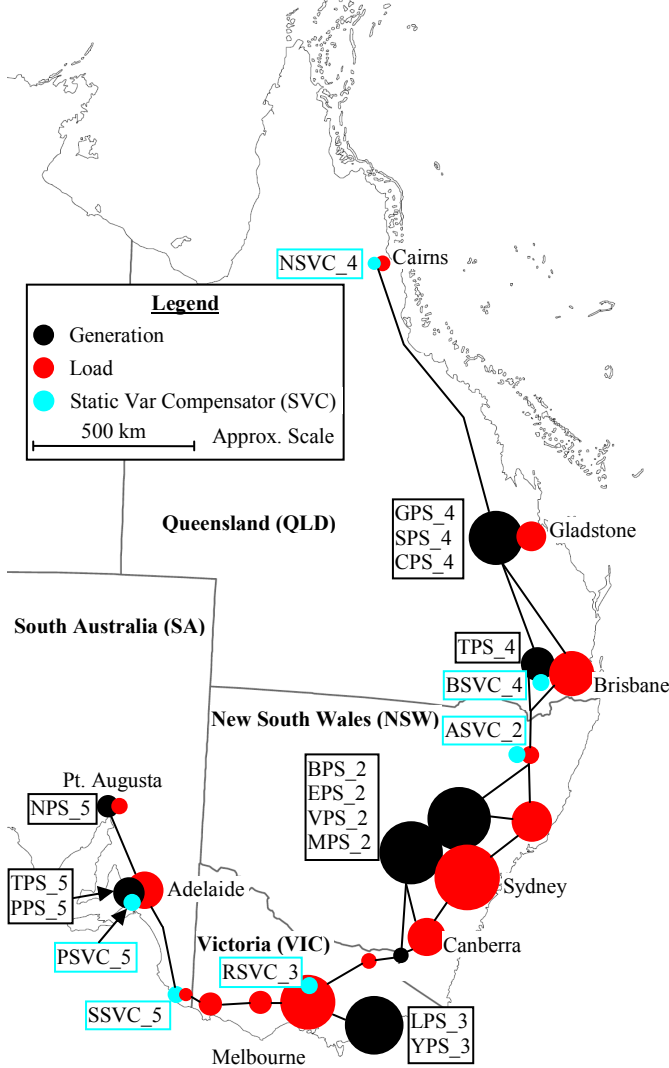 NSVC_4
Cairns
Legend
Generation
Load
Static Var Compensator (SVC)
500 km
Approx. Scale
Queensland (QLD)
GPS_4
SPS_4
CPS_4
Gladstone
South Australia (SA)
TPS_4
BSVC_4
Brisbane
New South Wales (NSW)
ASVC_2
BPS_2
EPS_2
VPS_2
MPS_2
Pt. Augusta
NPS_5
TPS_5
PPS_5
Adelaide
Sydney
PSVC_5
Victoria (VIC)
Canberra
RSVC_3
SSVC_5
LPS_3
YPS_3
Melbourne